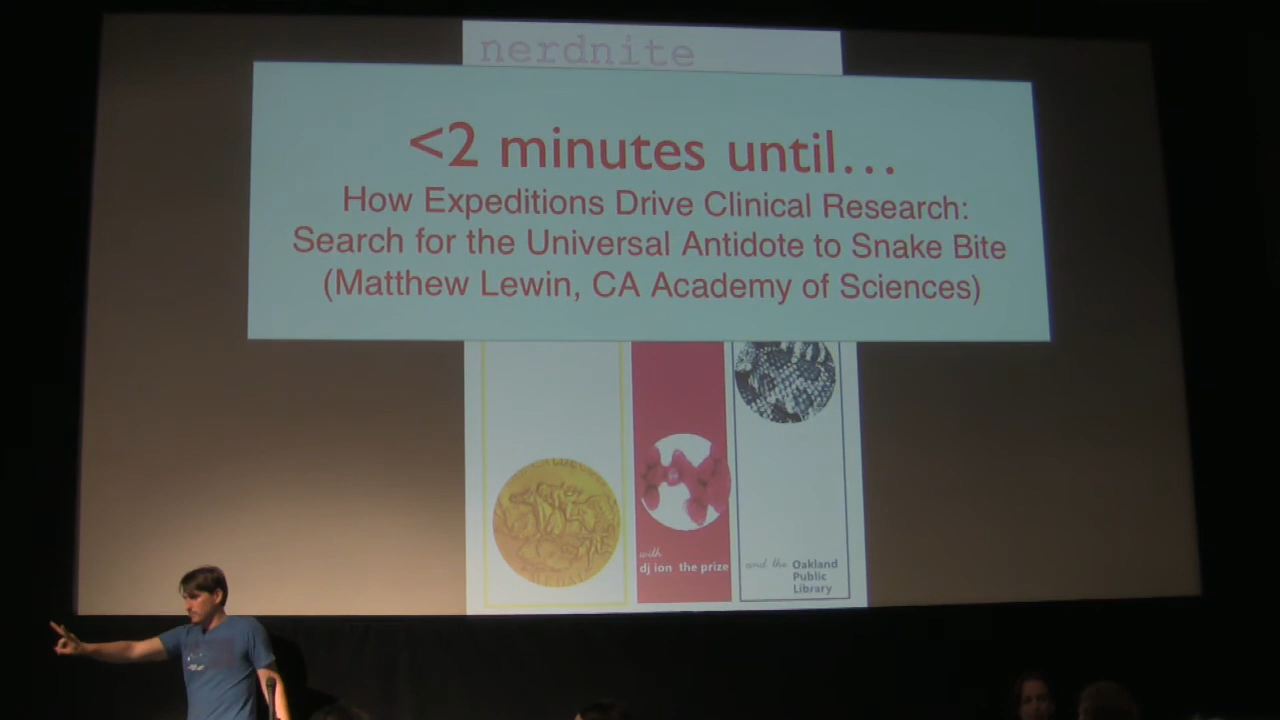 nerdnite
<2 minutes until...
How Expeditions Drive Clinical Research:
Search for the Universal Antidote to Snake Bite
(Matthew Lewin, CA Academy of Sciences)
with
dj ion the prize
and the Oakland
Public
Library